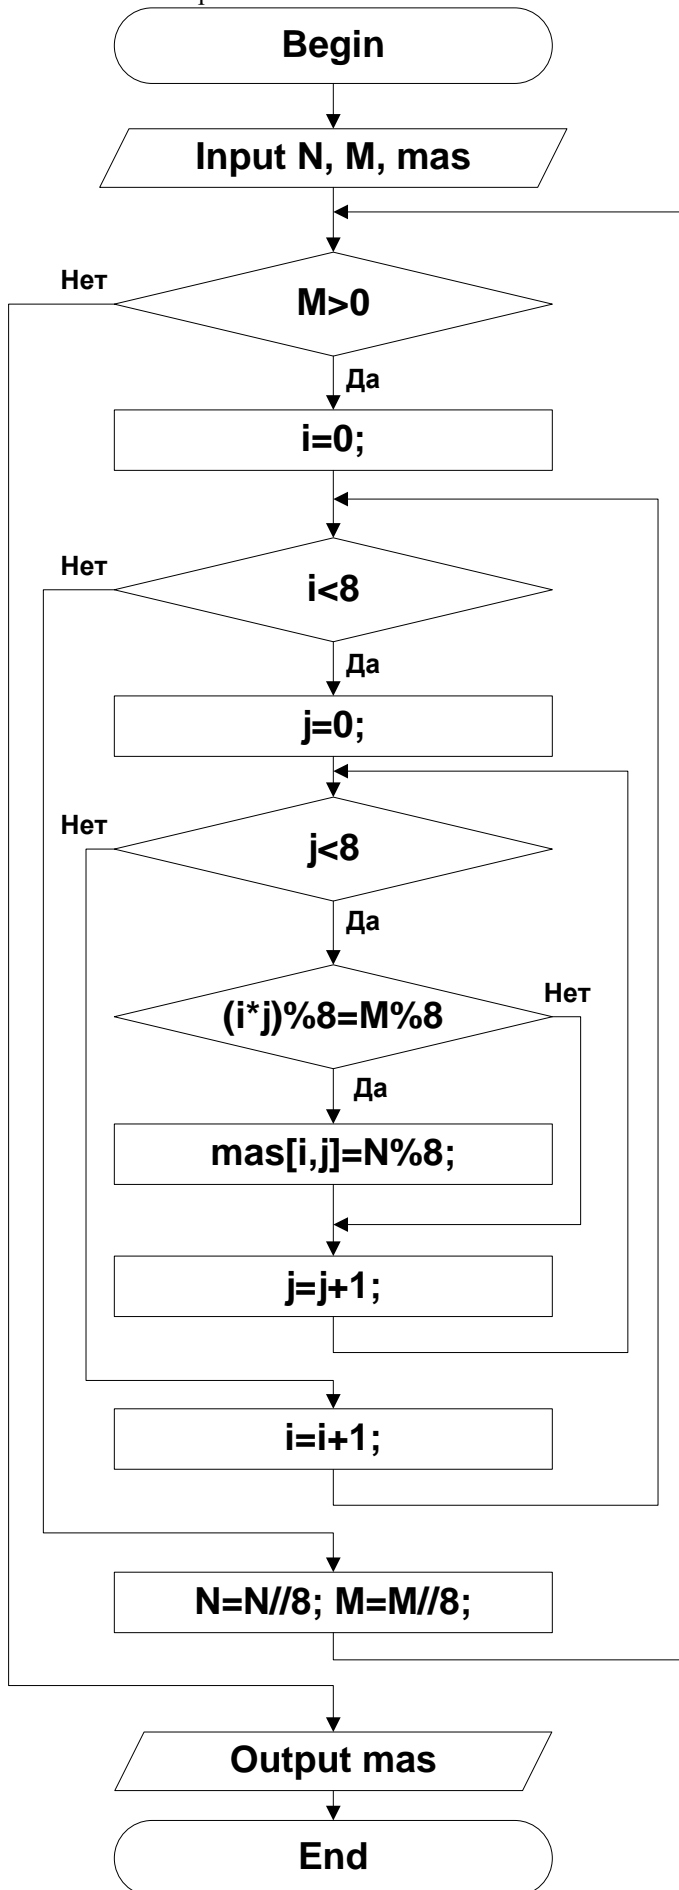 Begin
Input N, M, mas
Нет
M>0
Да
i=0;
Нет
i<8
Да
j=0;
Нет
j<8
Да
(i*j)%8=M%8
Нет
Да
mas[i,j]=N%8;
j=j+1;
i=i+1;
N=N//8; M=M//8;
Output mas
End